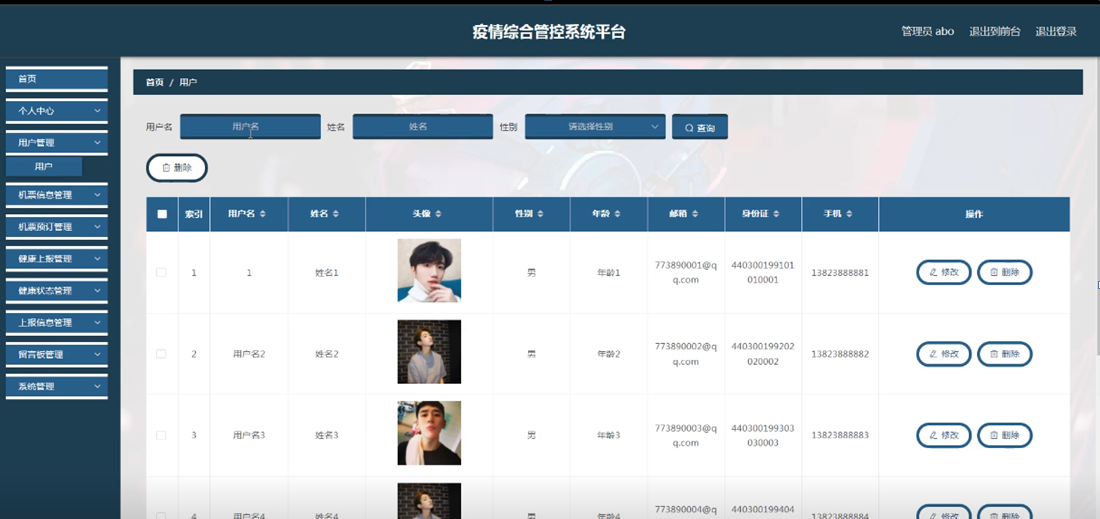 疫情综合管控系统平台
管理员 abo 退出到前台 退出登录
首页
个人中心
用户管理
用户
机票信息管理
机票预订管理
健康上报管理
健康状态管理
上报信息管理
留言板管理
系统管理
首页 / 用户
用户名 用户名 姓名 姓名 性别 请选择性别 查询
删除
索引 用户名 姓名 头像 性别 年龄 邮箱 身份证 手机 操作
1 1 姓名1 男 年龄1 773890001@q 440300199101 13823888881 修改 删除
q.com 010001
2 用户名2 姓名2 男 年龄2 773890002@q 440300199202 13823888882 修改 删除
q.com 020002
3 用户名3 姓名3 男 年龄3 773890003@q 440300199303 13823888883 修改 删除
q.com 030003
4 用户名4 姓名4 男 年龄4 773890004@q 440300199404 13823888884 修改 删除